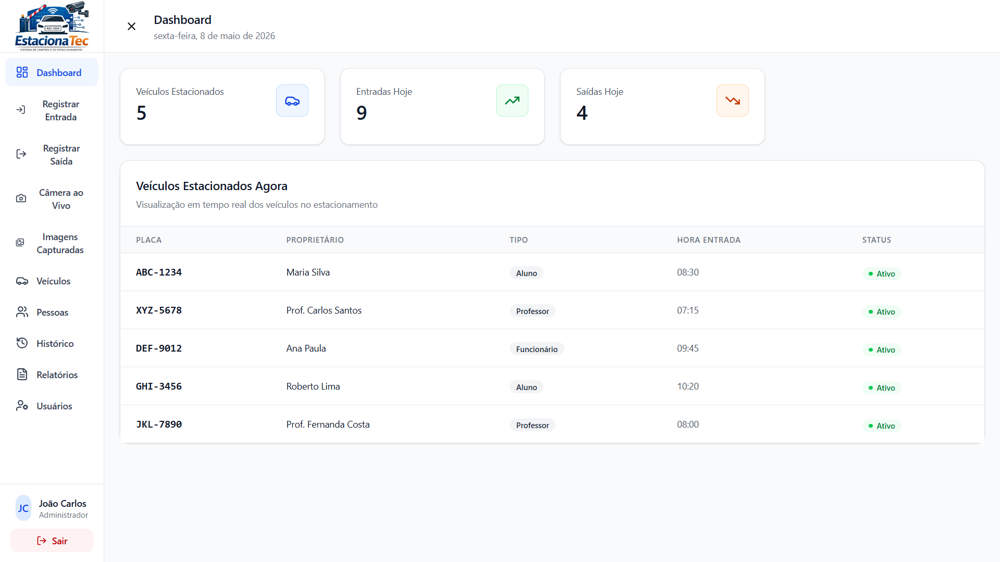 ABC-1234
EstacionaTec
SISTEMA DE CONTROLE DE ESTACIONAMENTO
Dashboard
sexta-feira, 8 de maio de 2026
Dashboard
Registrar
Entrada
Registrar
Saída
Câmera ao
Vivo
Imagens
Capturadas
Veículos
Pessoas
Histórico
Relatórios
Usuários
JC
João Carlos
Administrador
Sair
Veículos Estacionados
5
Entradas Hoje
9
Saídas Hoje
4
Veículos Estacionados Agora
Visualização em tempo real dos veículos no estacionamento
PLACA PROPRIETÁRIO TIPO HORA ENTRADA STATUS
ABC-1234 Maria Silva Aluno 08:30 Ativo
XYZ-5678 Prof. Carlos Santos Professor 07:15 Ativo
DEF-9012 Ana Paula Funcionário 09:45 Ativo
GHI-3456 Roberto Lima Aluno 10:20 Ativo
JKL-7890 Prof. Fernanda Costa Professor 08:00 Ativo